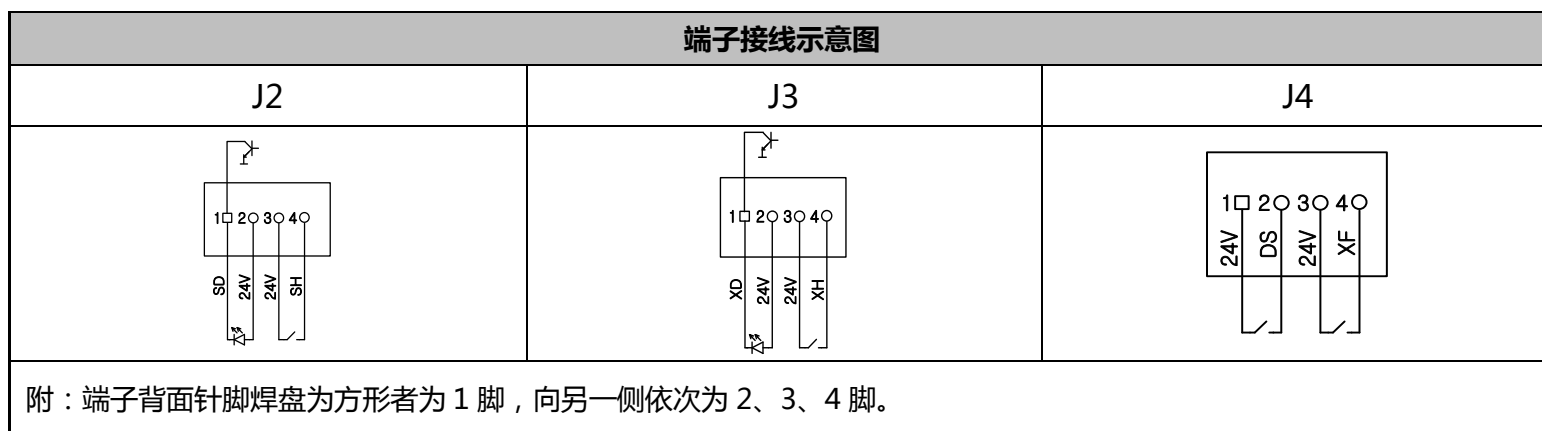 端子接线示意图
J2
J3
J4
1 2 3 4
SD 24V 24V SH
1 2 3 4
XD 24V 24V XH
1 2 3 4
24V DS 24V XF
附：端子背面针脚焊盘为方形者为 1 脚，向另一侧依次为 2、3、4 脚。